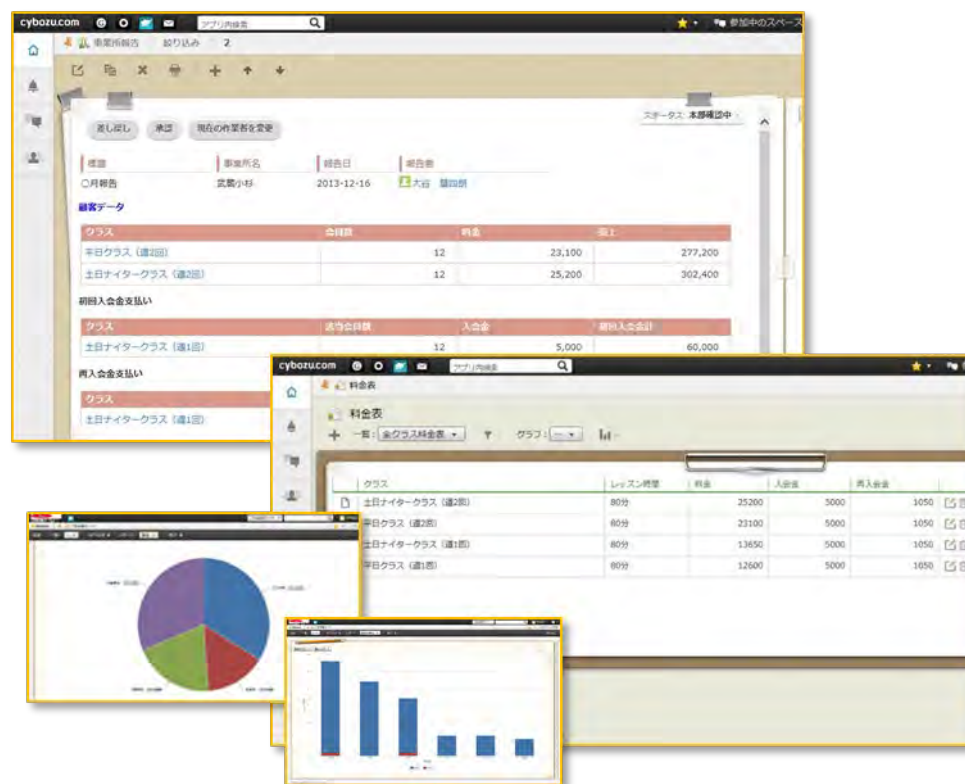 cybozu.com アプリ内検索 参加中のスペース
事業所報告 絞り込み 2
差し戻し 承認 現在の作業者を変更
ステータス: 本部確認中
標題 事業所名 報告日 報告者
○月報告 武蔵小杉 2013-12-16 大谷
顧客データ
クラス 会員数 料金 売上
平日クラス（週2回） 12 23,100 277,200
土日ナイタークラス（週2回） 12 25,200 302,400
初回入会金支払い
クラス 該当会員数 入会金 初回入会金計
土日ナイタークラス（週1回） 12 5,000 60,000
再入会金支払い
クラス
土日ナイタークラス（週1回）
cybozu.com アプリ内検索
料金表
料金表
一覧: 全クラス料金表 グラフ:
クラス レッスン時間 料金 入会金 再入会金
土日ナイタークラス（週2回） 80分 25200 5000 1050
平日クラス（週2回） 80分 23100 5000 1050
土日ナイタークラス（週1回） 80分 13650 5000 1050
平日クラス（週1回） 80分 12600 5000 1050